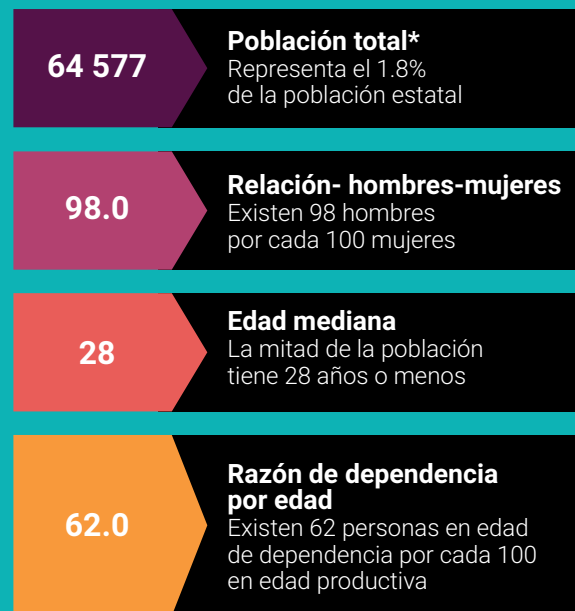 64 577
Población total*
Representa el 1.8%
de la población estatal
98.0
Relación- hombres-mujeres
Existen 98 hombres
por cada 100 mujeres
28
Edad mediana
La mitad de la población
tiene 28 años o menos
62.0
Razón de dependencia
por edad
Existen 62 personas en edad
de dependencia por cada 100
en edad productiva